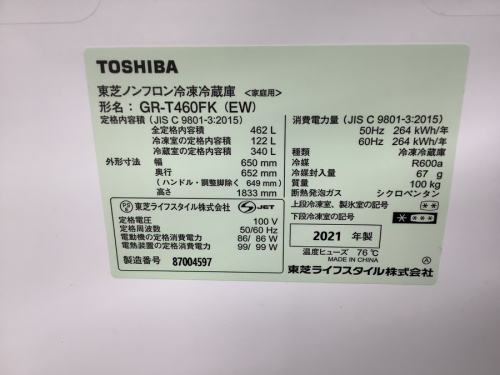 TOSHIBA
東芝ノンフロン冷凍冷蔵庫 <家庭用>
形名: GR-T460FK (EW)
定格内容積 (JIS C 9801-3:2015)
全定格内容積 462 L
冷凍室の定格内容積 122 L
冷蔵室の定格内容積 340 L
外形寸法 幅 650 mm
奥行 652 mm
(ハンドル・調整脚除く 649 mm)
高さ 1833 mm
PSE 東芝ライフスタイル株式会社 S JET
定格電圧 100 V
定格周波数 50/60 Hz
電動機の定格消費電力 86/ 86 W
電熱装置の定格消費電力 99/ 99 W
製造番号 87004597
消費電力量 (JIS C 9801-3:2015)
50Hz 264 kWh/年
60Hz 264 kWh/年
種類 冷凍冷蔵庫
冷媒 R600a
冷媒封入量 67 g
質量 100 kg
断熱発泡ガス シクロペンタン
上段冷凍室、製氷室の記号 **
下段冷凍室の記号 ****
2021 年製
温度ヒューズ 76℃
MADE IN CHINA
東芝ライフスタイル株式会社 Ⓐ